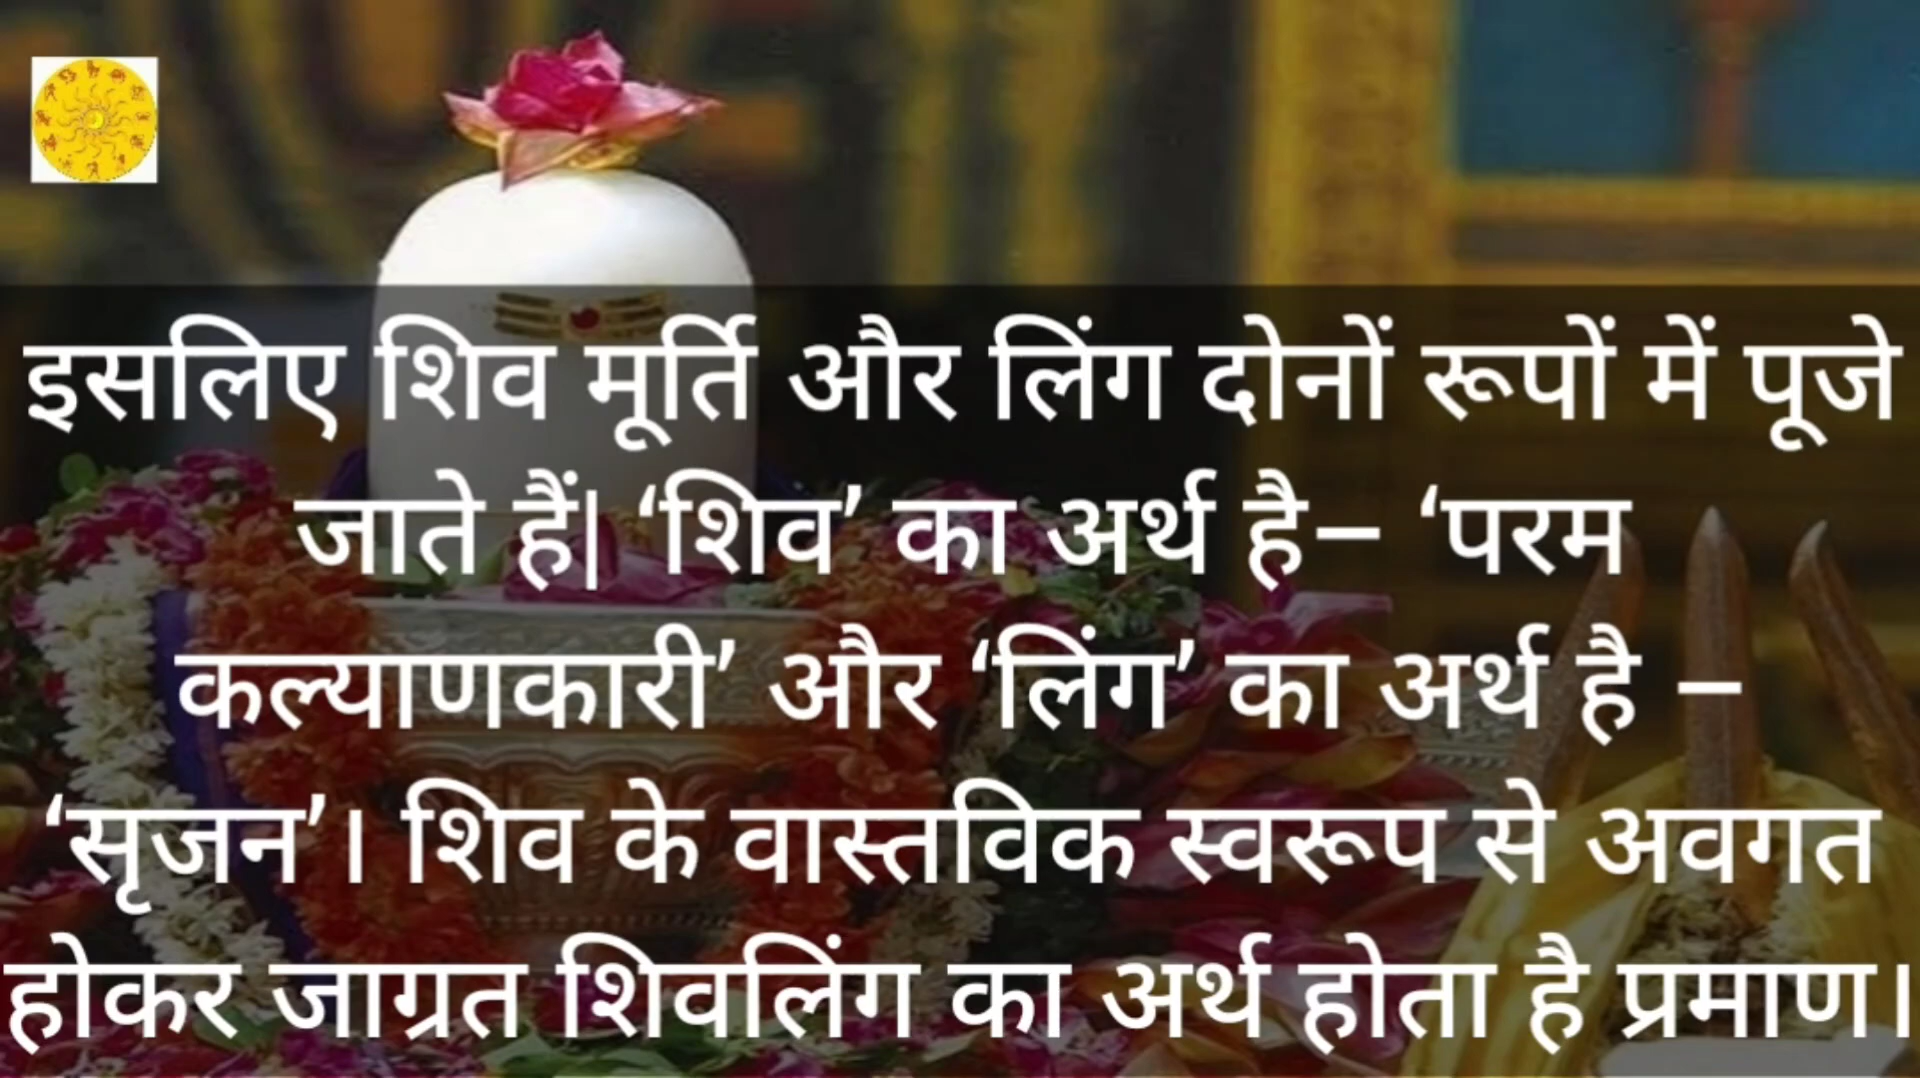 इसलिए शिव मूर्ति और लिंग दोनों रूपों में पूजे
जाते हैं| ‘शिव’ का अर्थ है– ‘परम
कल्याणकारी’ और ‘लिंग’ का अर्थ है –
‘सृजन’। शिव के वास्तविक स्वरूप से अवगत
होकर जाग्रत शिवलिंग का अर्थ होता है प्रमाण।